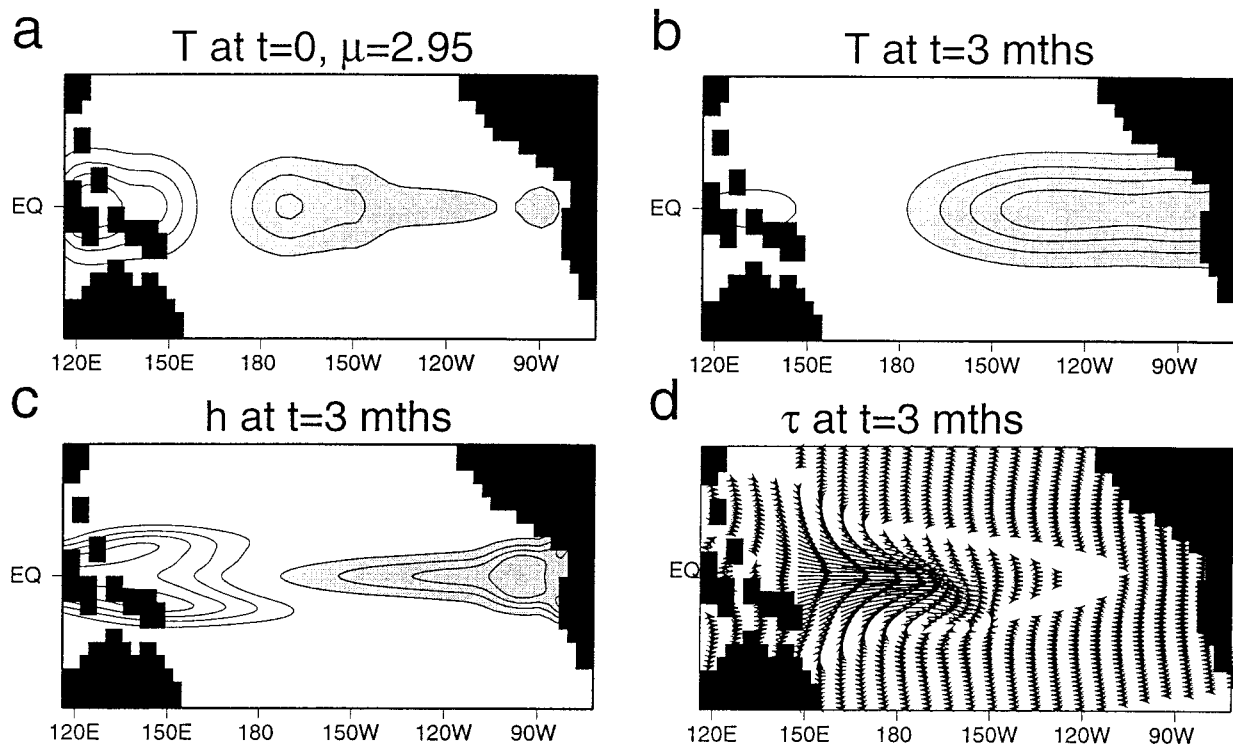 a
T at t=0, μ=2.95
EQ
120E 150E 180 150W 120W 90W
b
T at t=3 mths
EQ
120E 150E 180 150W 120W 90W
c
h at t=3 mths
EQ
120E 150E 180 150W 120W 90W
d
τ at t=3 mths
EQ
120E 150E 180 150W 120W 90W